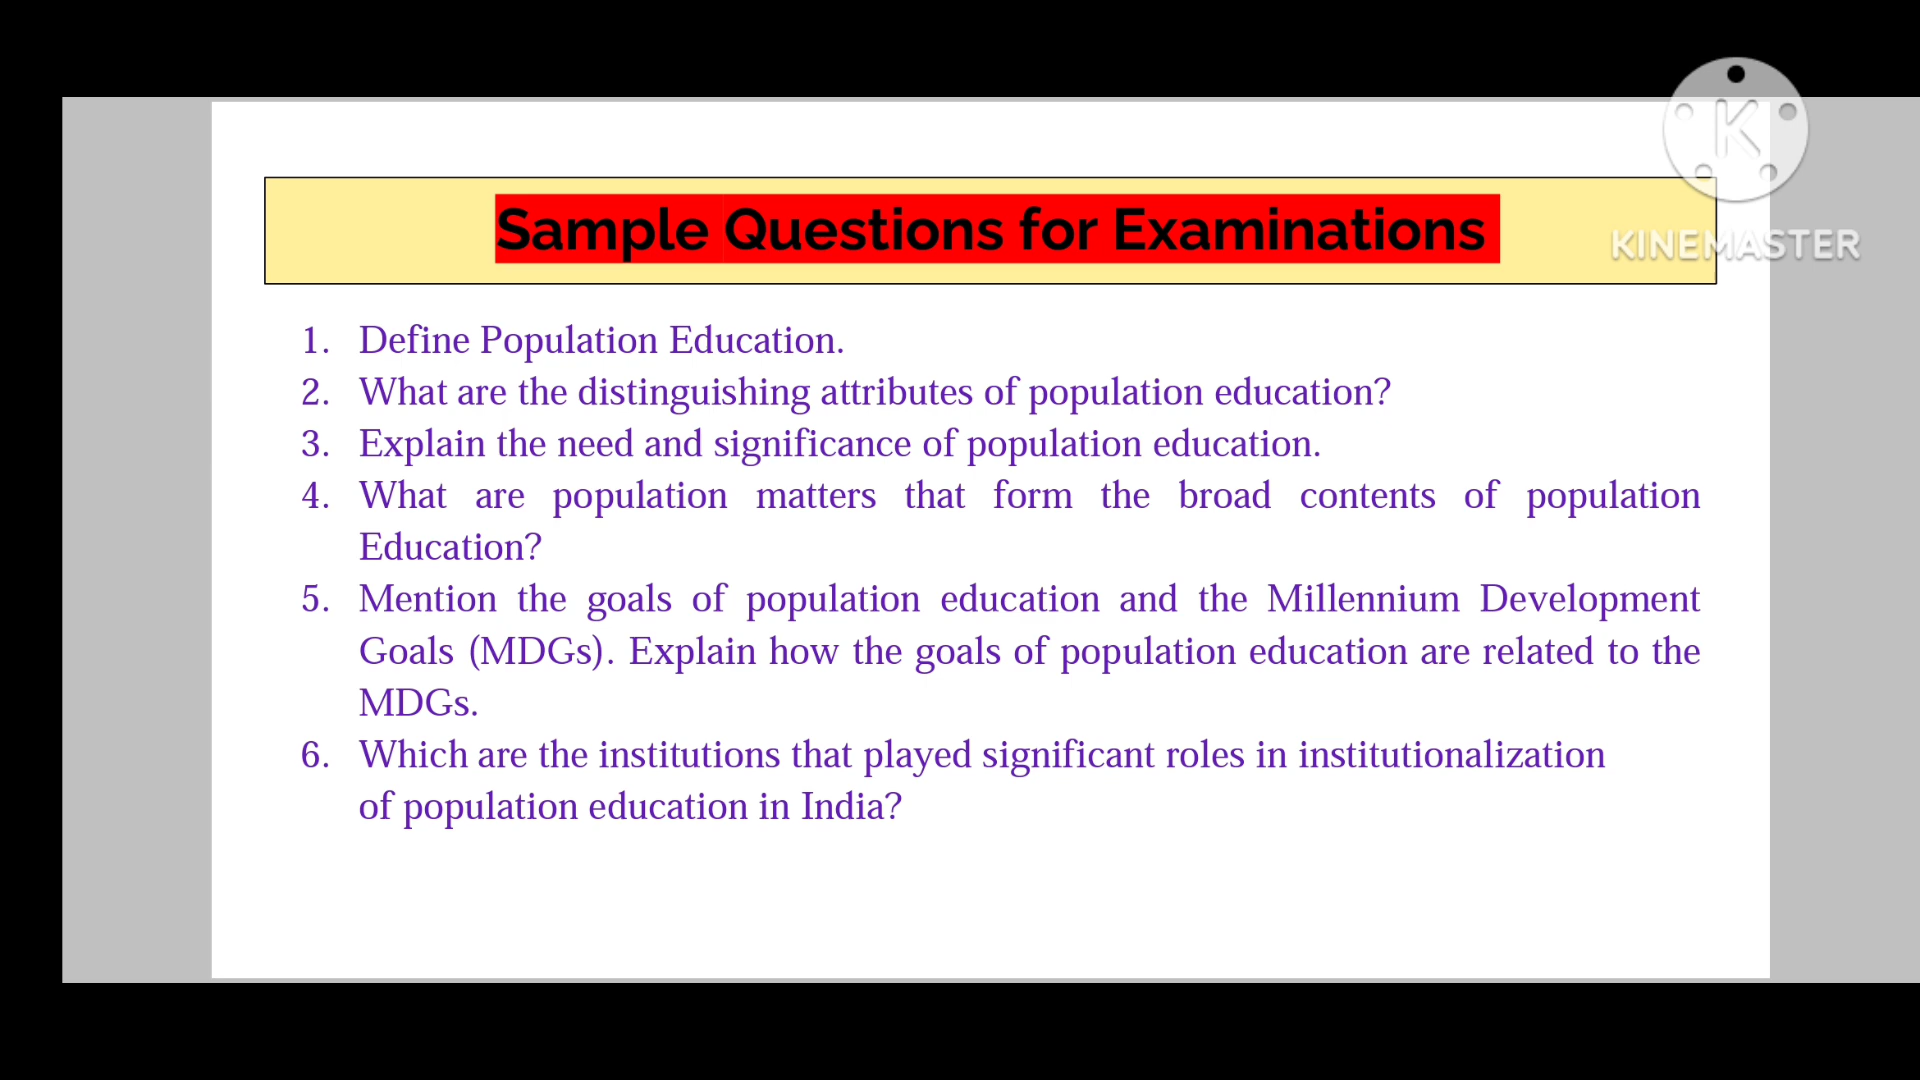 K
KINEMASTER
Sample Questions for Examinations
1. Define Population Education.
2. What are the distinguishing attributes of population education?
3. Explain the need and significance of population education.
4. What are population matters that form the broad contents of population
Education?
5. Mention the goals of population education and the Millennium Development
Goals (MDGs). Explain how the goals of population education are related to the
MDGs.
6. Which are the institutions that played significant roles in institutionalization
of population education in India?